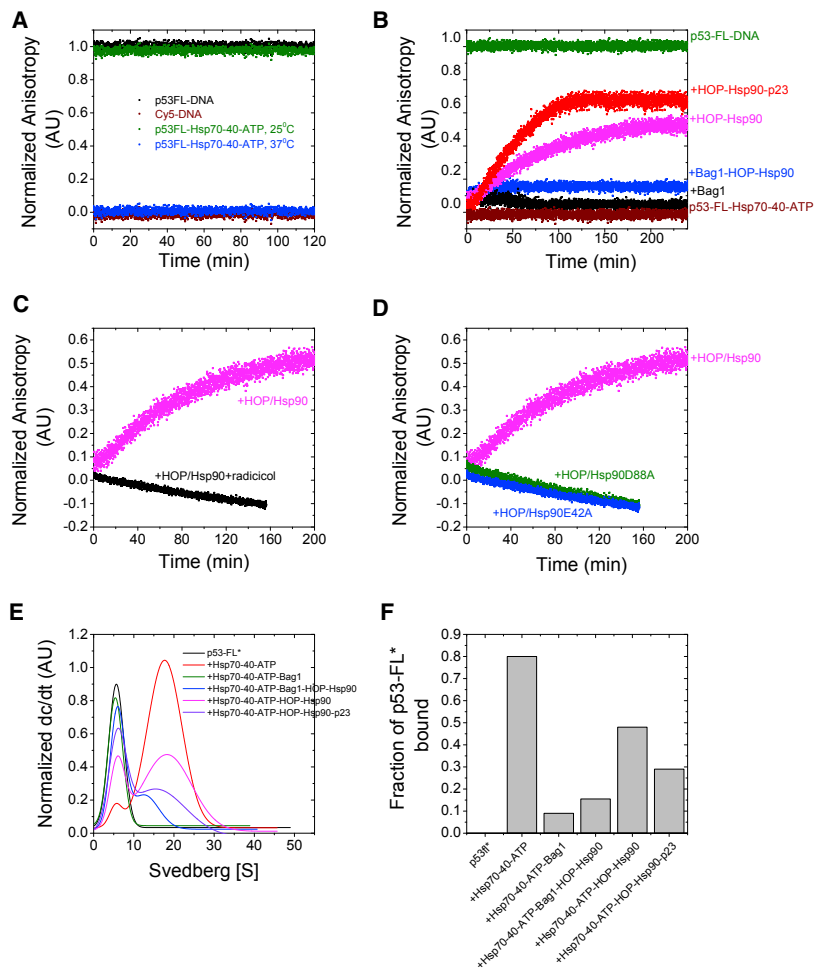 A
Normalized Anisotropy
(AU)
1.0
0.8
0.6
0.4
0.2
0.0
p53FL-DNA
Cy5-DNA
p53FL-Hsp70-40-ATP, 25⁰C
p53FL-Hsp70-40-ATP, 37⁰C
0 20 40 60 80 100 120
Time (min)
B
Normalized Anisotropy
(AU)
1.0
0.8
0.6
0.4
0.2
0.0
p53-FL-DNA
+HOP-Hsp90-p23
+HOP-Hsp90
+Bag1-HOP-Hsp90
+Bag1
p53-FL-Hsp70-40-ATP
0 50 100 150 200
Time (min)
C
Normalized Anisotropy
(AU)
0.6
0.5
0.4
0.3
0.2
0.1
0.0
-0.1
-0.2
+HOP/Hsp90
+HOP/Hsp90+radicicol
0 40 80 120 160 200
Time (min)
D
Normalized Anisotropy
(AU)
0.6
0.5
0.4
0.3
0.2
0.1
0.0
-0.1
-0.2
+HOP/Hsp90
+HOP/Hsp90D88A
+HOP/Hsp90E42A
0 40 80 120 160 200
Time (min)
E
Normalized dc/dt (AU)
1.2
1.0
0.8
0.6
0.4
0.2
0.0
p53-FL*
+Hsp70-40-ATP
+Hsp70-40-ATP-Bag1
+Hsp70-40-ATP-Bag1-HOP-Hsp90
+Hsp70-40-ATP-HOP-Hsp90
+Hsp70-40-ATP-HOP-Hsp90-p23
0 10 20 30 40 50
Svedberg [S]
F
Fraction of p53-FL*
bound
0.9
0.8
0.7
0.6
0.5
0.4
0.3
0.2
0.1
0.0
p53fl*
+Hsp70-40-ATP
+Hsp70-40-ATP-Bag1
+Hsp70-40-ATP-Bag1-HOP-Hsp90
+Hsp70-40-ATP-HOP-Hsp90
+Hsp70-40-ATP-HOP-Hsp90-p23